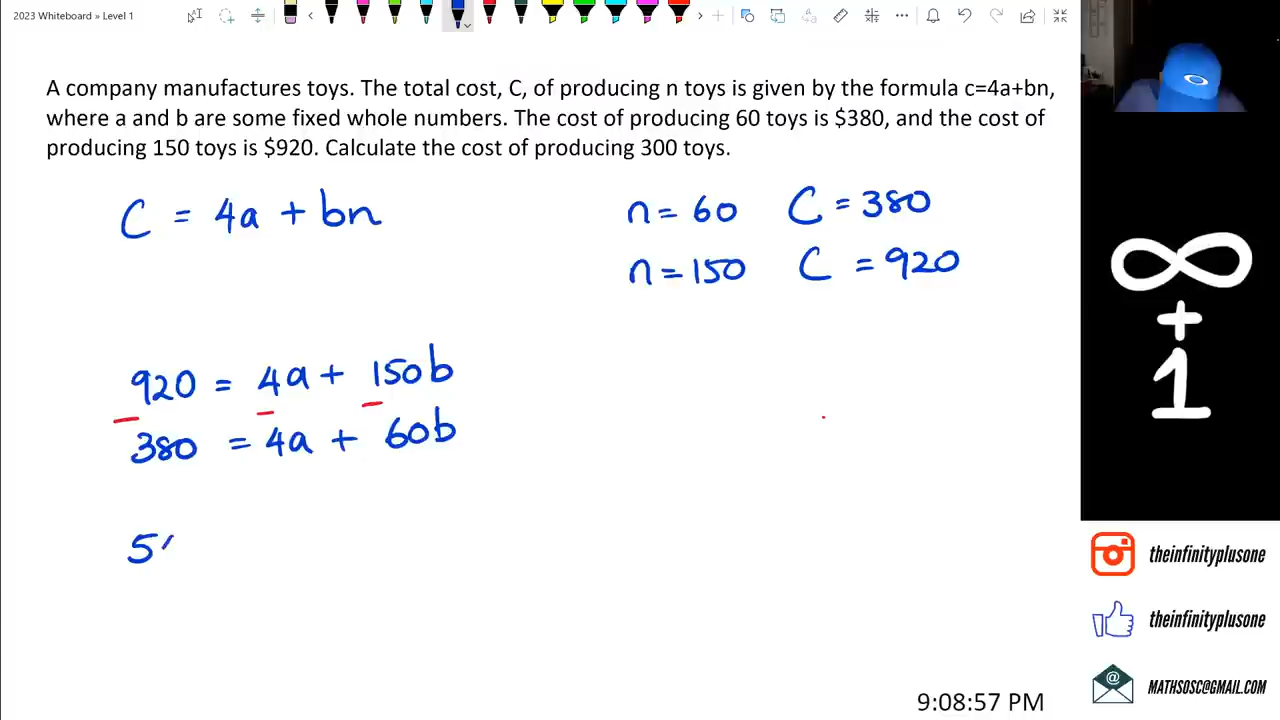 2023 Whiteboard » Level 1
A company manufactures toys. The total cost, C, of producing n toys is given by the formula c=4a+bn,
where a and b are some fixed whole numbers. The cost of producing 60 toys is $380, and the cost of
producing 150 toys is $920. Calculate the cost of producing 300 toys.
C = 4a + bn
n = 60 C = 380
n = 150 C = 920
920 = 4a + 150b
380 = 4a + 60b
5
∞
+
1
theinfinityplusone
theinfinityplusone
MATHSOSC@GMAIL.COM
9:08:57 PM